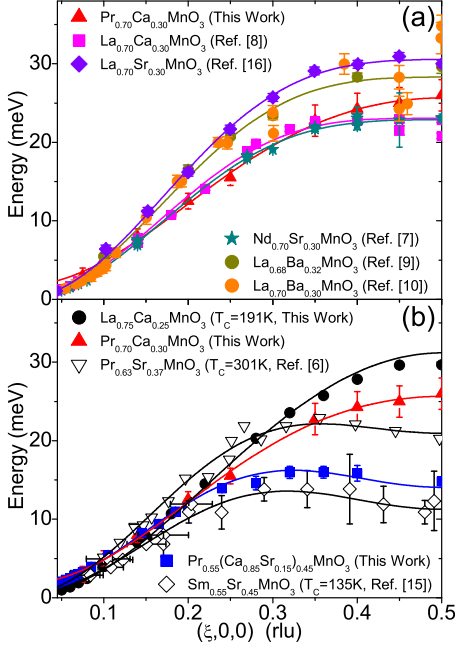 (a)
Pr0.70Ca0.30MnO3 (This Work)
La0.70Ca0.30MnO3 (Ref. [8])
La0.70Sr0.30MnO3 (Ref. [16])
30
20
10
0
Energy (meV)
Nd0.70Sr0.30MnO3 (Ref. [7])
La0.68Ba0.32MnO3 (Ref. [9])
La0.70Ba0.30MnO3 (Ref. [10])
(b)
La0.75Ca0.25MnO3 (TC=191K, This Work)
Pr0.70Ca0.30MnO3 (This Work)
Pr0.63Sr0.37MnO3 (TC=301K, Ref. [6])
30
20
10
0
Energy (meV)
Pr0.55(Ca0.85Sr0.15)0.45MnO3 (This Work)
Sm0.55Sr0.45MnO3 (TC=135K, Ref. [15])
0.1 0.2 0.3 0.4 0.5
(ξ,0,0) (rlu)